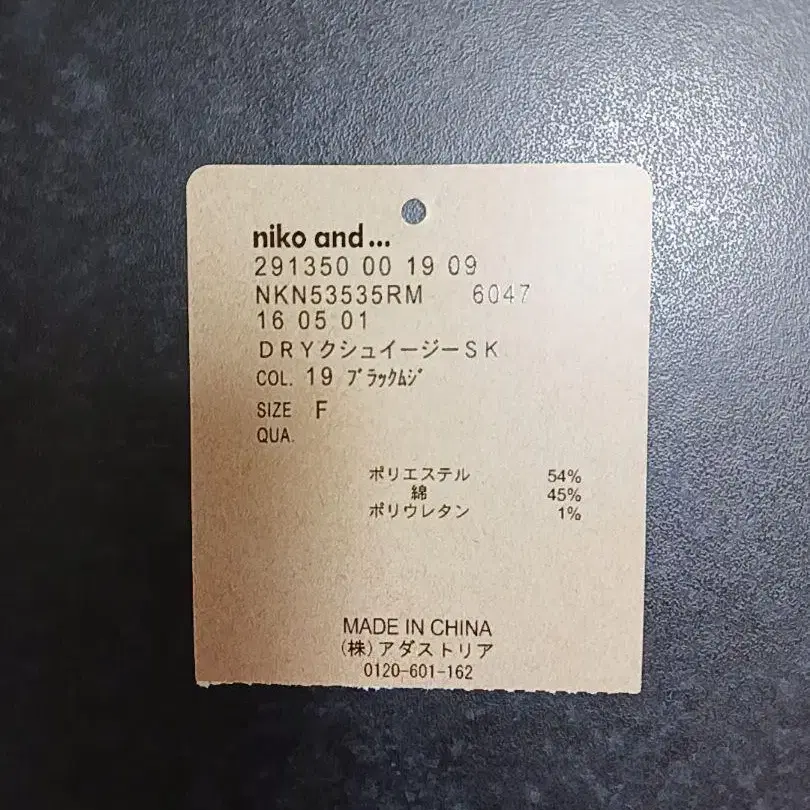 niko and...
291350 00 19 09
NKN53535RM 6047
16 05 01
ＤＲＹクシュイージーＳＫ
COL. 19 ﾌﾞﾗｯｸﾑｼﾞ
SIZE F
QUA.
ポリエステル 54%
綿 45%
ポリウレタン 1%
MADE IN CHINA
(株)アダストリア
0120-601-162